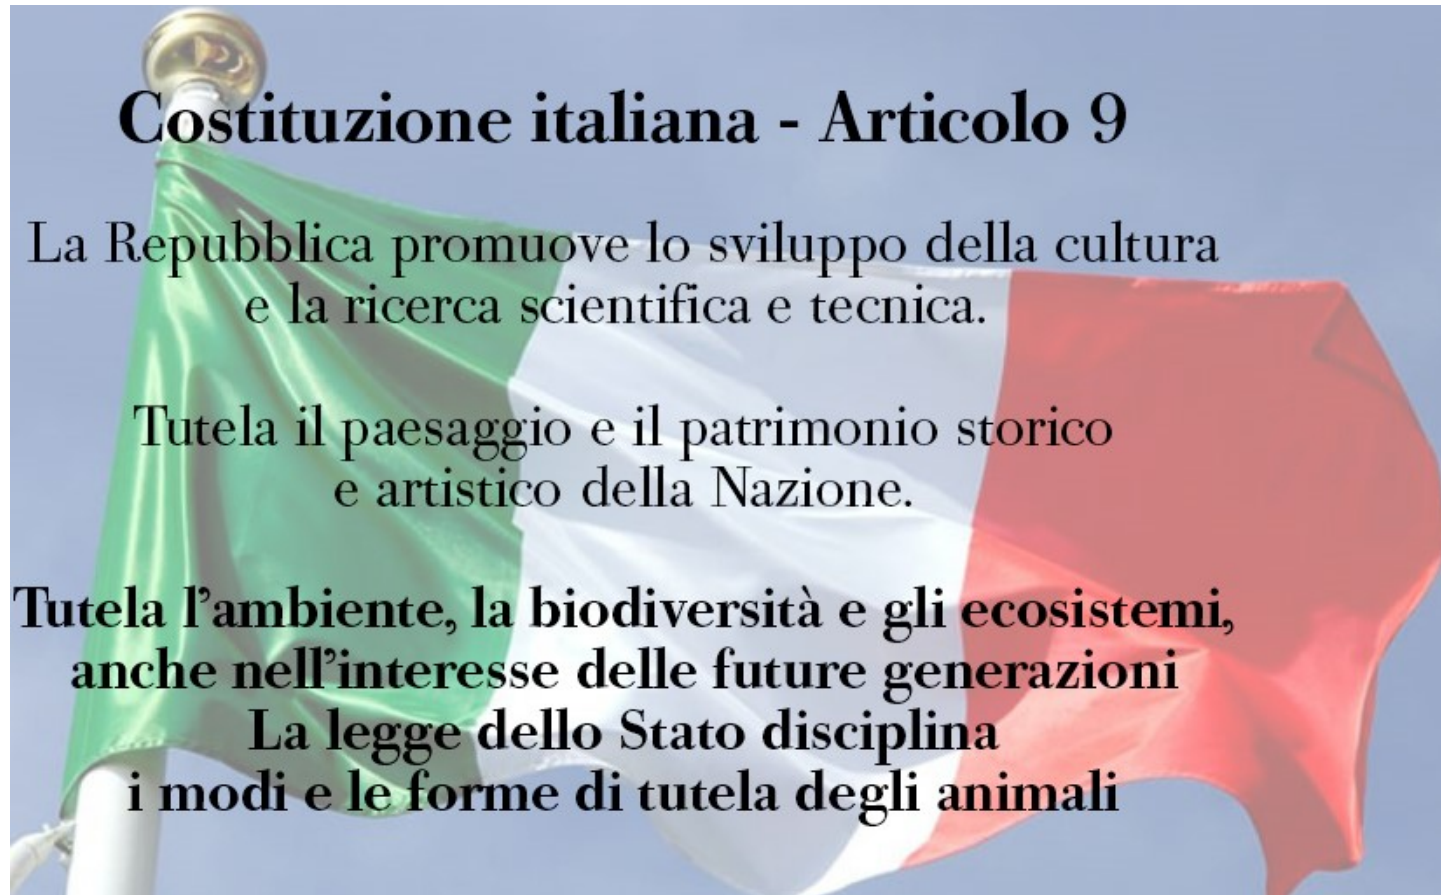 Costituzione italiana - Articolo 9
La Repubblica promuove lo sviluppo della cultura
e la ricerca scientifica e tecnica.
Tutela il paesaggio e il patrimonio storico
e artistico della Nazione.
Tutela l’ambiente, la biodiversità e gli ecosistemi,
anche nell’interesse delle future generazioni
La legge dello Stato disciplina
i modi e le forme di tutela degli animali